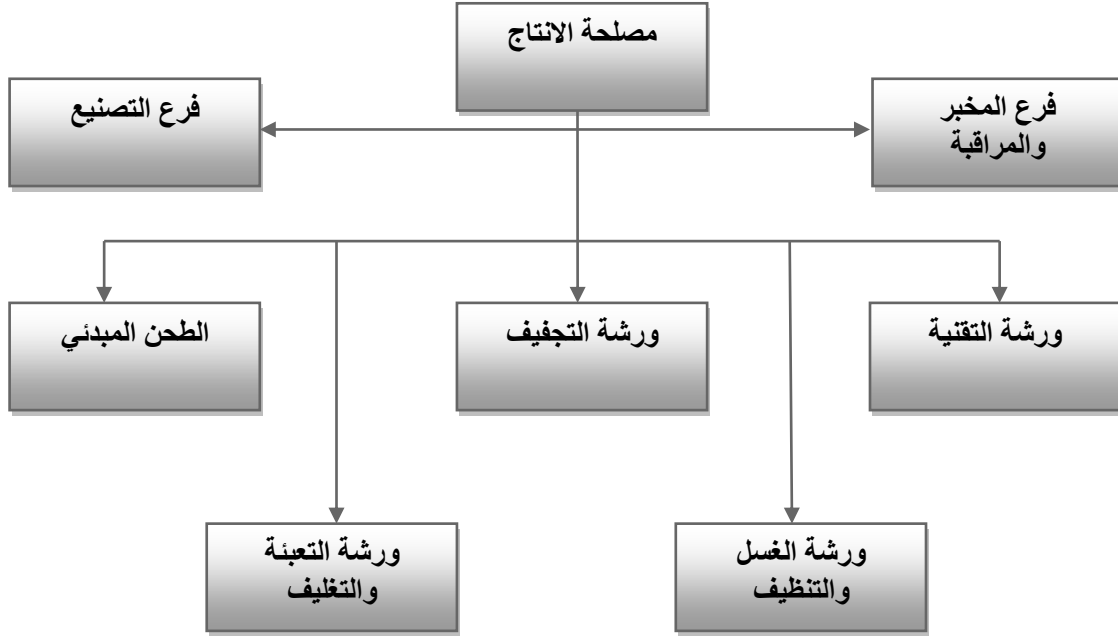 مصلحة الانتاج
فرع المخبر
والمراقبة
فرع التصنيع
ورشة التقنية
ورشة التجفيف
الطحن المبدئي
ورشة الغسل
والتنظيف
ورشة التعبئة
والتغليف